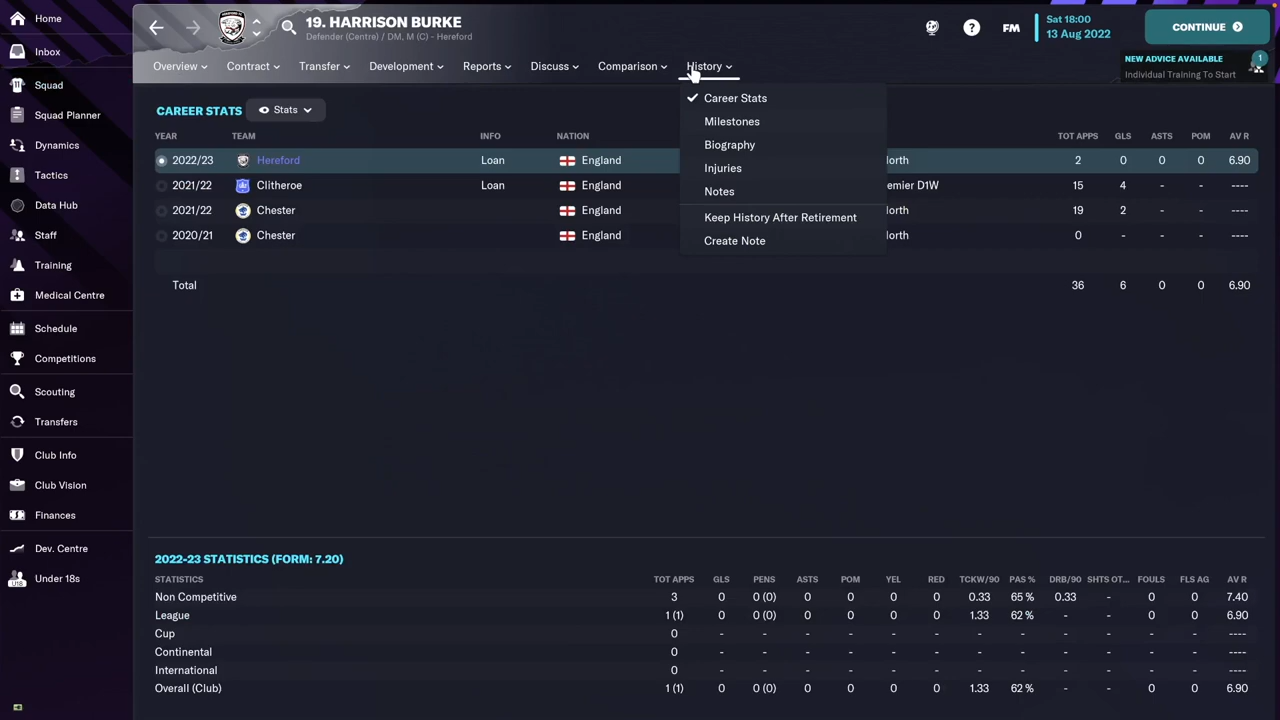 Home
Inbox
Squad
Squad Planner
Dynamics
Tactics
Data Hub
Staff
Training
Medical Centre
Schedule
Competitions
Scouting
Transfers
Club Info
Club Vision
Finances
Dev. Centre
U18
Under 18s
19. HARRISON BURKE
Defender (Centre) / DM, M (C) - Hereford
? FM Sat 18:00
13 Aug 2022
CONTINUE
NEW ADVICE AVAILABLE 1
Individual Training To Start
Overview Contract Transfer Development Reports Discuss Comparison History
Career Stats
Milestones
Biography
Injuries
Notes
Keep History After Retirement
Create Note
CAREER STATS Stats
YEAR TEAM INFO NATION TOT APPS GLS ASTS POM AV R
2022/23 Hereford Loan England orth 2 0 0 0 6.90
2021/22 Clitheroe Loan England emier D1W 15 4 - - ----
2021/22 Chester England orth 19 2 - - ----
2020/21 Chester England orth 0 - - - ----
Total 36 6 0 0 6.90
2022-23 STATISTICS (FORM: 7.20)
STATISTICS TOT APPS GLS PENS ASTS POM YEL RED TCKW/90 PAS % DRB/90 SHTS OT... FOULS FLS AG AV R
Non Competitive 3 0 0 (0) 0 0 0 0 0.33 65 % 0.33 - 0 0 7.40
League 1 (1) 0 0 (0) 0 0 0 0 1.33 62 % - - 0 0 6.90
Cup 0 - - - - - - - - - - - - ----
Continental 0 - - - - - - - - - - - - ----
International 0 - - - - - - - - - - - - ----
Overall (Club) 1 (1) 0 0 (0) 0 0 0 0 1.33 62 % - - 0 0 6.90